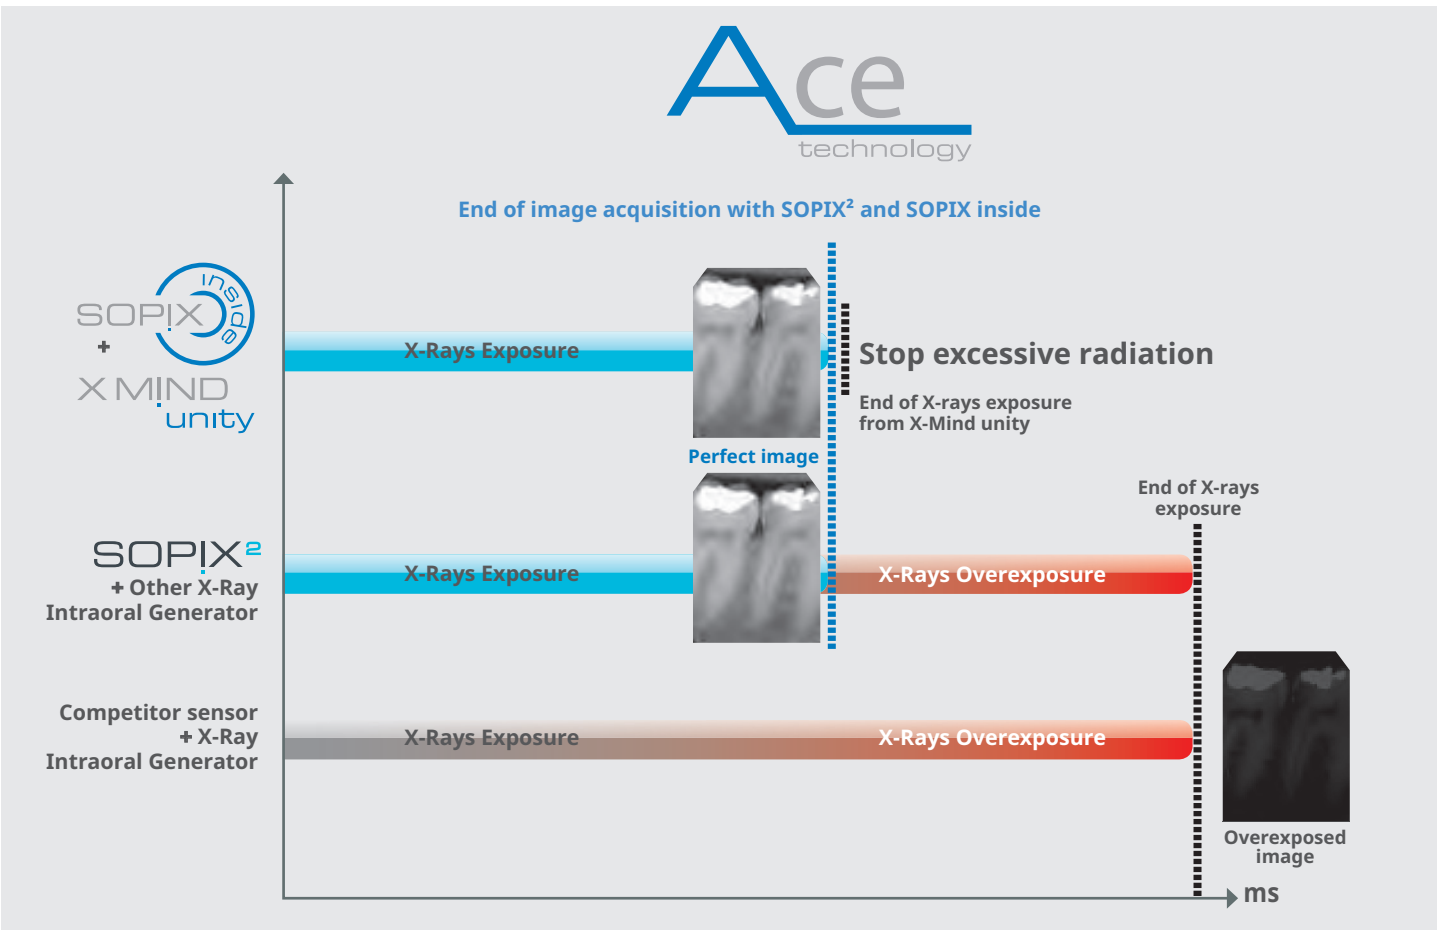 Ace
technology
End of image acquisition with SOPIX² and SOPIX inside
SOPIX inside
+
X MIND
unity
X-Rays Exposure
Stop excessive radiation
End of X-rays exposure
from X-Mind unity
Perfect image
End of X-rays
exposure
SOPIX²
+ Other X-Ray
Intraoral Generator
X-Rays Exposure
X-Rays Overexposure
Competitor sensor
+ X-Ray
Intraoral Generator
X-Rays Exposure
X-Rays Overexposure
Overexposed
image
ms